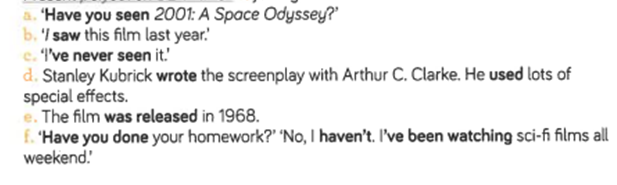 a. 'Have you seen 2001: A Space Odyssey?'
b. 'I saw this film last year.'
c. 'I've never seen it.'
d. Stanley Kubrick wrote the screenplay with Arthur C. Clarke. He used lots of
special effects.
e. The film was released in 1968.
f. 'Have you done your homework?' 'No, I haven't. I've been watching sci-fi films all
weekend.'